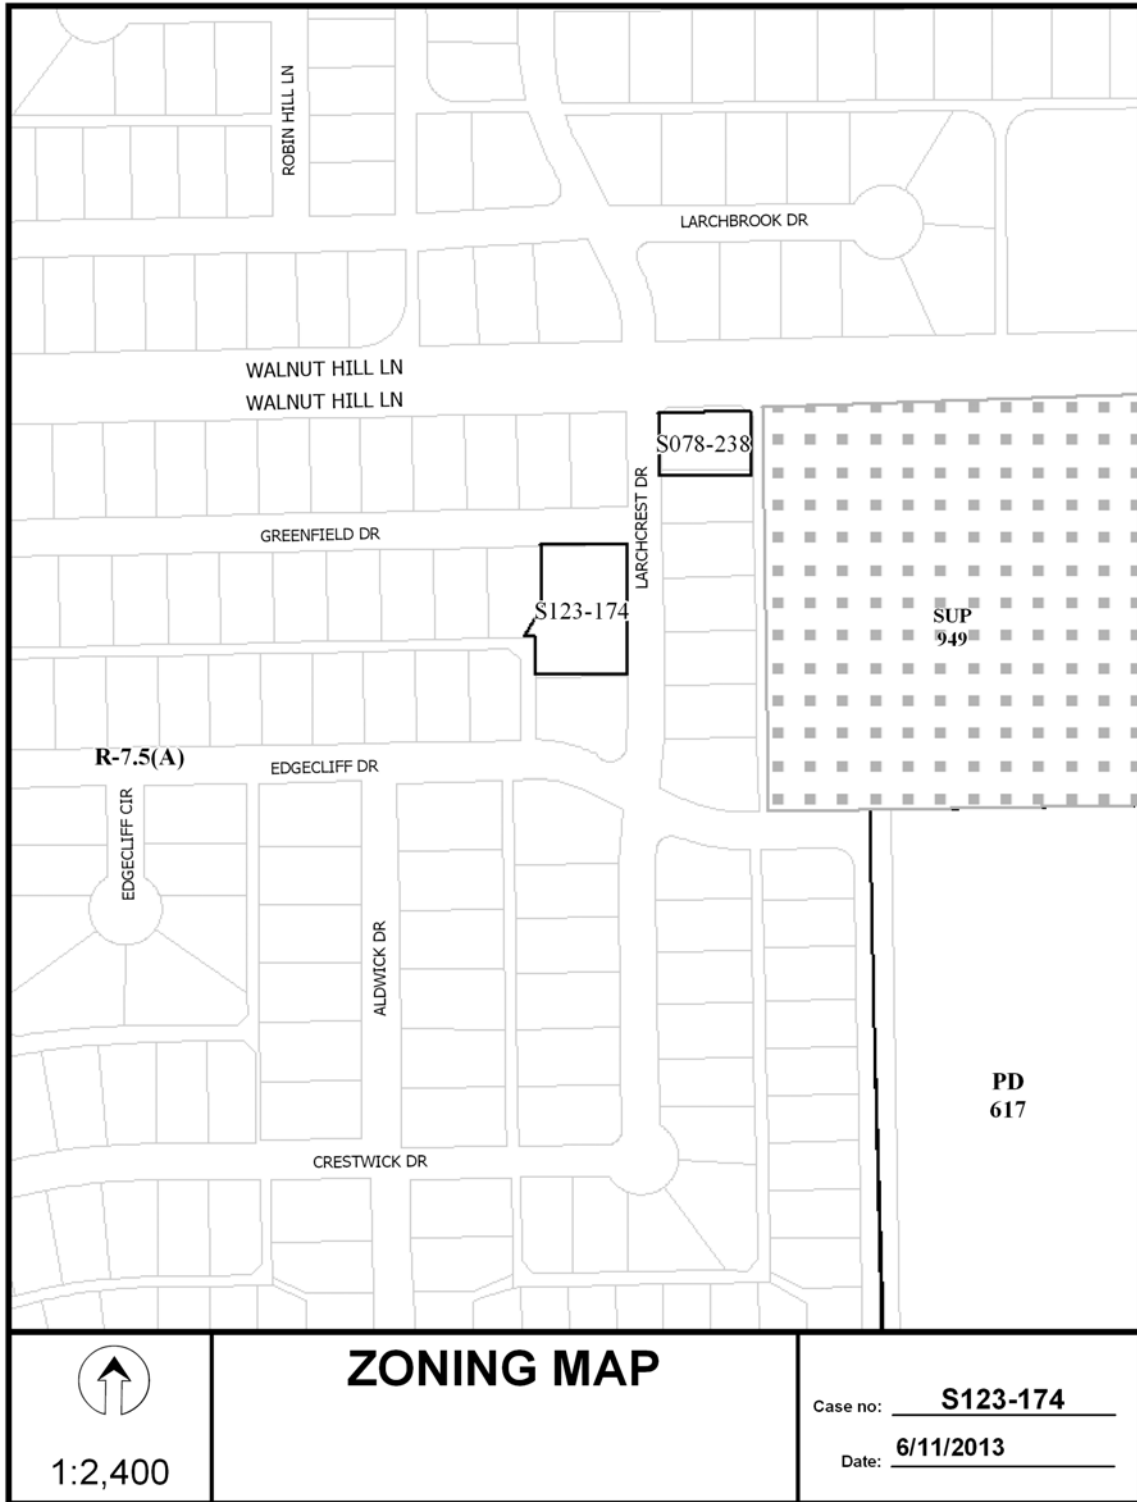 ROBIN HILL LN
LARCHBROOK DR
WALNUT HILL LN
WALNUT HILL LN
S078-238
LARCHCREST DR
GREENFIELD DR
S123-174
SUP
949
R-7.5(A)
EDGECLIFF DR
EDGECLIFF CIR
ALDWICK DR
PD
617
CRESTWICK DR
ZONING MAP
1:2,400
Case no: S123-174
Date: 6/11/2013